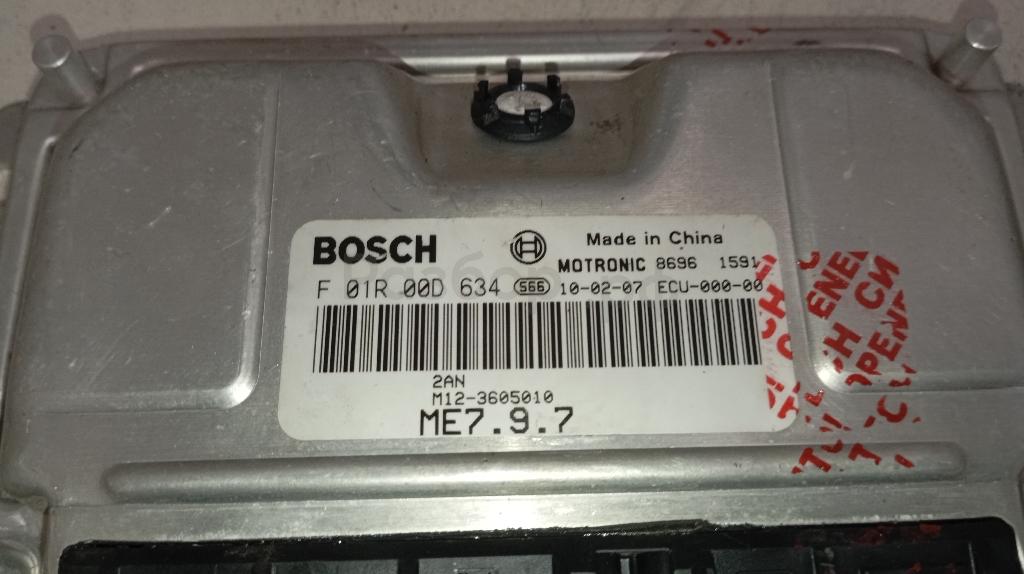 BOSCH
Made in China
MOTRONIC 8696 1591
F 01R 00D 634 566 10-02-07 ECU-000-00
2AN
M12-3605010
ME7.9.7